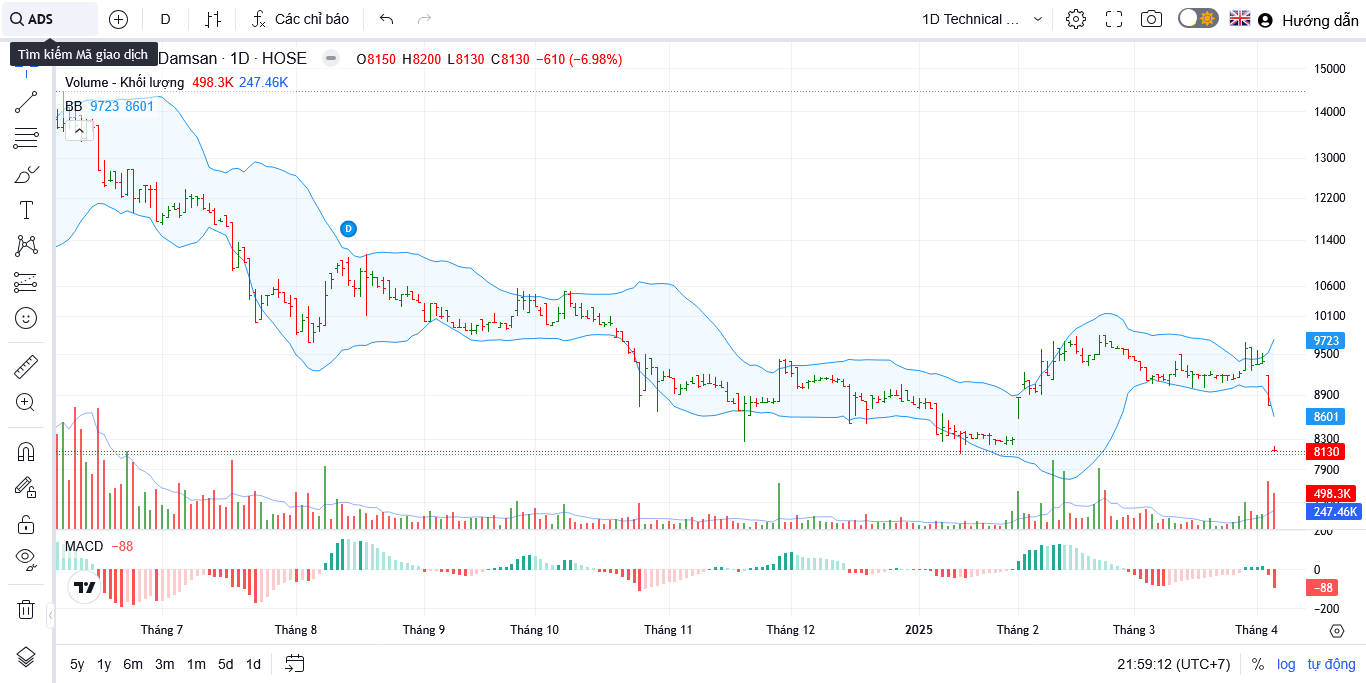 ADS D Các chỉ báo 1D Technical ... Hướng dẫn
Tìm kiếm Mã giao dịch
Damsan · 1D · HOSE O8150 H8200 L8130 C8130 −610 (−6.98%)
Volume - Khối lượng 498.3K 247.46K
BB 9723 8601
D
15000
14000
13000
12200
11400
10600
10100
9723
9500
8900
8601
8300
8130
7900
498.3K
247.46K
200
MACD −88
0
−88
−200
Tháng 7 Tháng 8 Tháng 9 Tháng 10 Tháng 11 Tháng 12 2025 Tháng 2 Tháng 3 Tháng 4
5y 1y 6m 3m 1m 5d 1d 21:59:12 (UTC+7) % log tự động